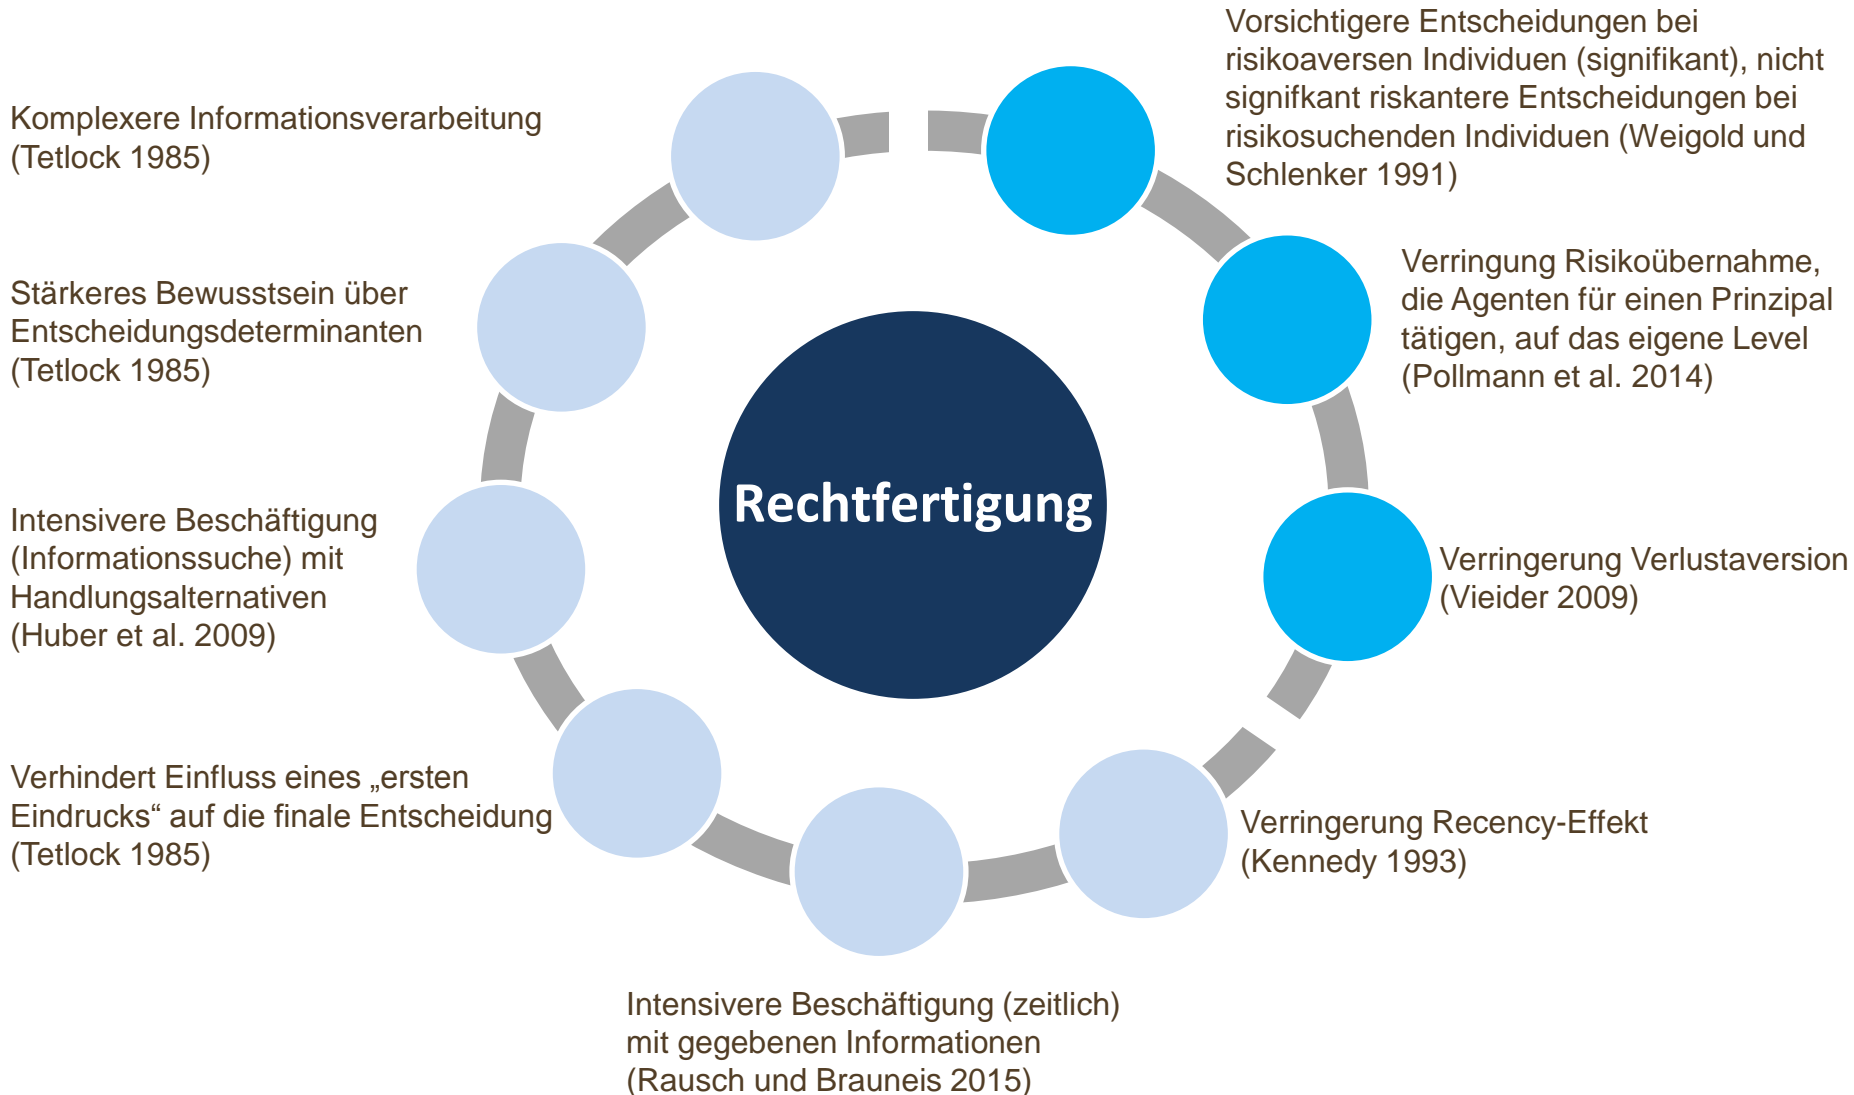 Vorsichtigere Entscheidungen bei
risikoaversen Individuen (signifikant), nicht
signifkant riskantere Entscheidungen bei
risikosuchenden Individuen (Weigold und
Schlenker 1991)
Komplexere Informationsverarbeitung
(Tetlock 1985)
Verringung Risikoübernahme,
die Agenten für einen Prinzipal
tätigen, auf das eigene Level
(Pollmann et al. 2014)
Stärkeres Bewusstsein über
Entscheidungsdeterminanten
(Tetlock 1985)
Rechtfertigung
Intensivere Beschäftigung
(Informationssuche) mit
Handlungsalternativen
(Huber et al. 2009)
Verringerung Verlustaversion
(Vieider 2009)
Verhindert Einfluss eines „ersten
Eindrucks“ auf die finale Entscheidung
(Tetlock 1985)
Verringerung Recency-Effekt
(Kennedy 1993)
Intensivere Beschäftigung (zeitlich)
mit gegebenen Informationen
(Rausch und Brauneis 2015)